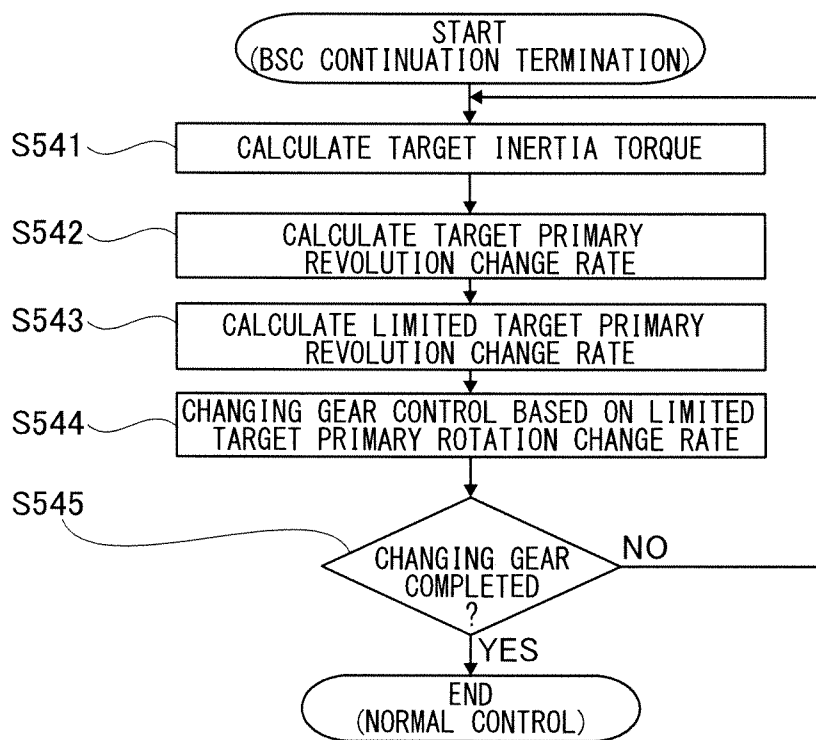 START
(BSC CONTINUATION TERMINATION)
S541
CALCULATE TARGET INERTIA TORQUE
S542
CALCULATE TARGET PRIMARY
REVOLUTION CHANGE RATE
S543
CALCULATE LIMITED TARGET PRIMARY
REVOLUTION CHANGE RATE
S544
CHANGING GEAR CONTROL BASED ON LIMITED
TARGET PRIMARY ROTATION CHANGE RATE
S545
CHANGING GEAR
COMPLETED
?
NO
YES
END
(NORMAL CONTROL)